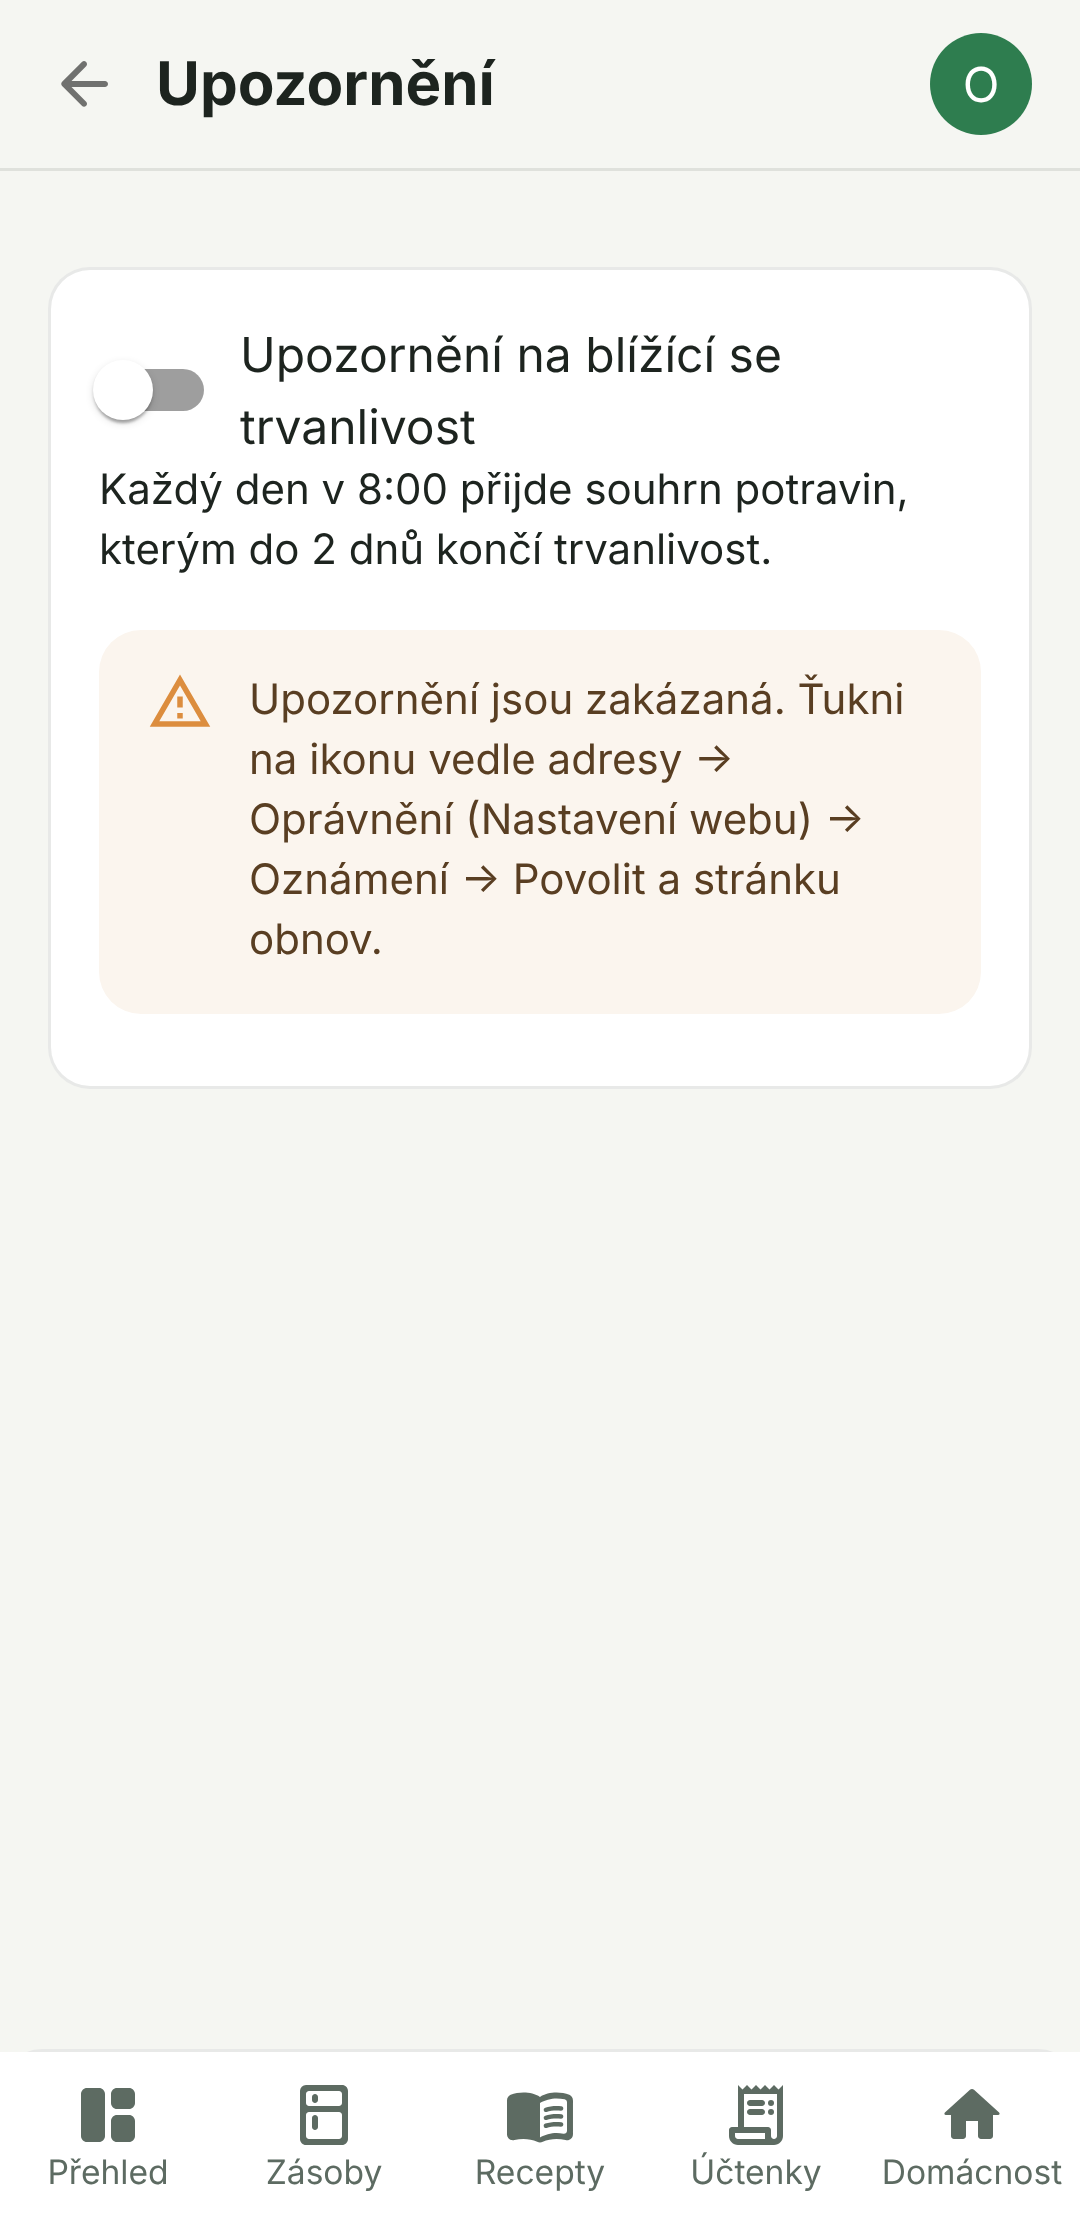 Upozornění
O
Upozornění na blížící se
trvanlivost
Každý den v 8:00 přijde souhrn potravin,
kterým do 2 dnů končí trvanlivost.
Upozornění jsou zakázaná. Ťukni
na ikonu vedle adresy →
Oprávnění (Nastavení webu) →
Oznámení → Povolit a stránku
obnov.
Přehled
Zásoby
Recepty
Účtenky
Domácnost